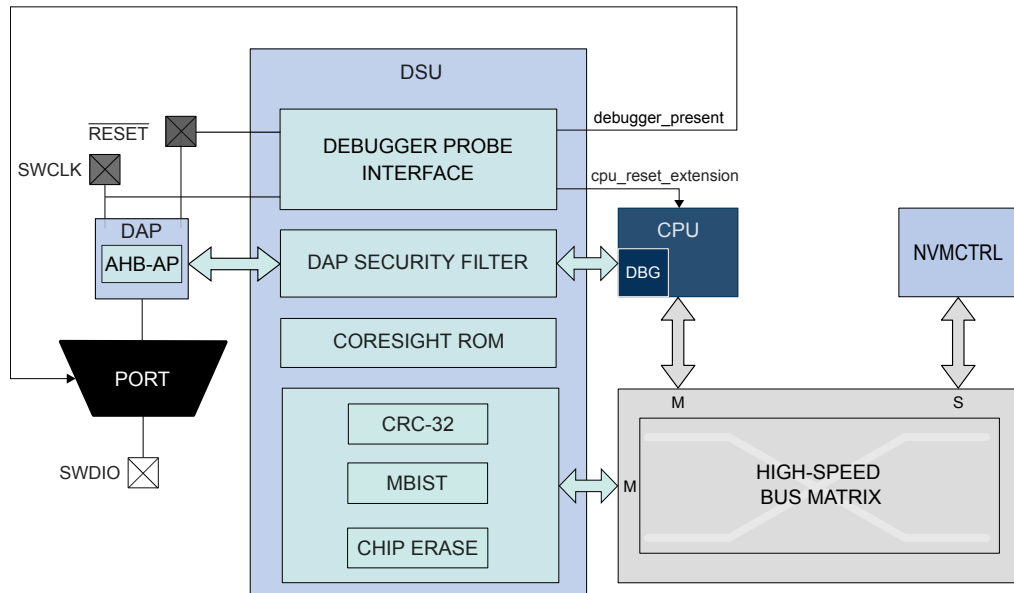 DSU
debugger_present
RESET
DEBUGGER PROBE
INTERFACE
SWCLK
cpu_reset_extension
DAP
CPU
AHB-AP
DAP SECURITY FILTER
DBG
NVMCTRL
CORESIGHT ROM
PORT
M
S
CRC-32
SWDIO
MBIST
M
HIGH-SPEED
BUS MATRIX
CHIP ERASE